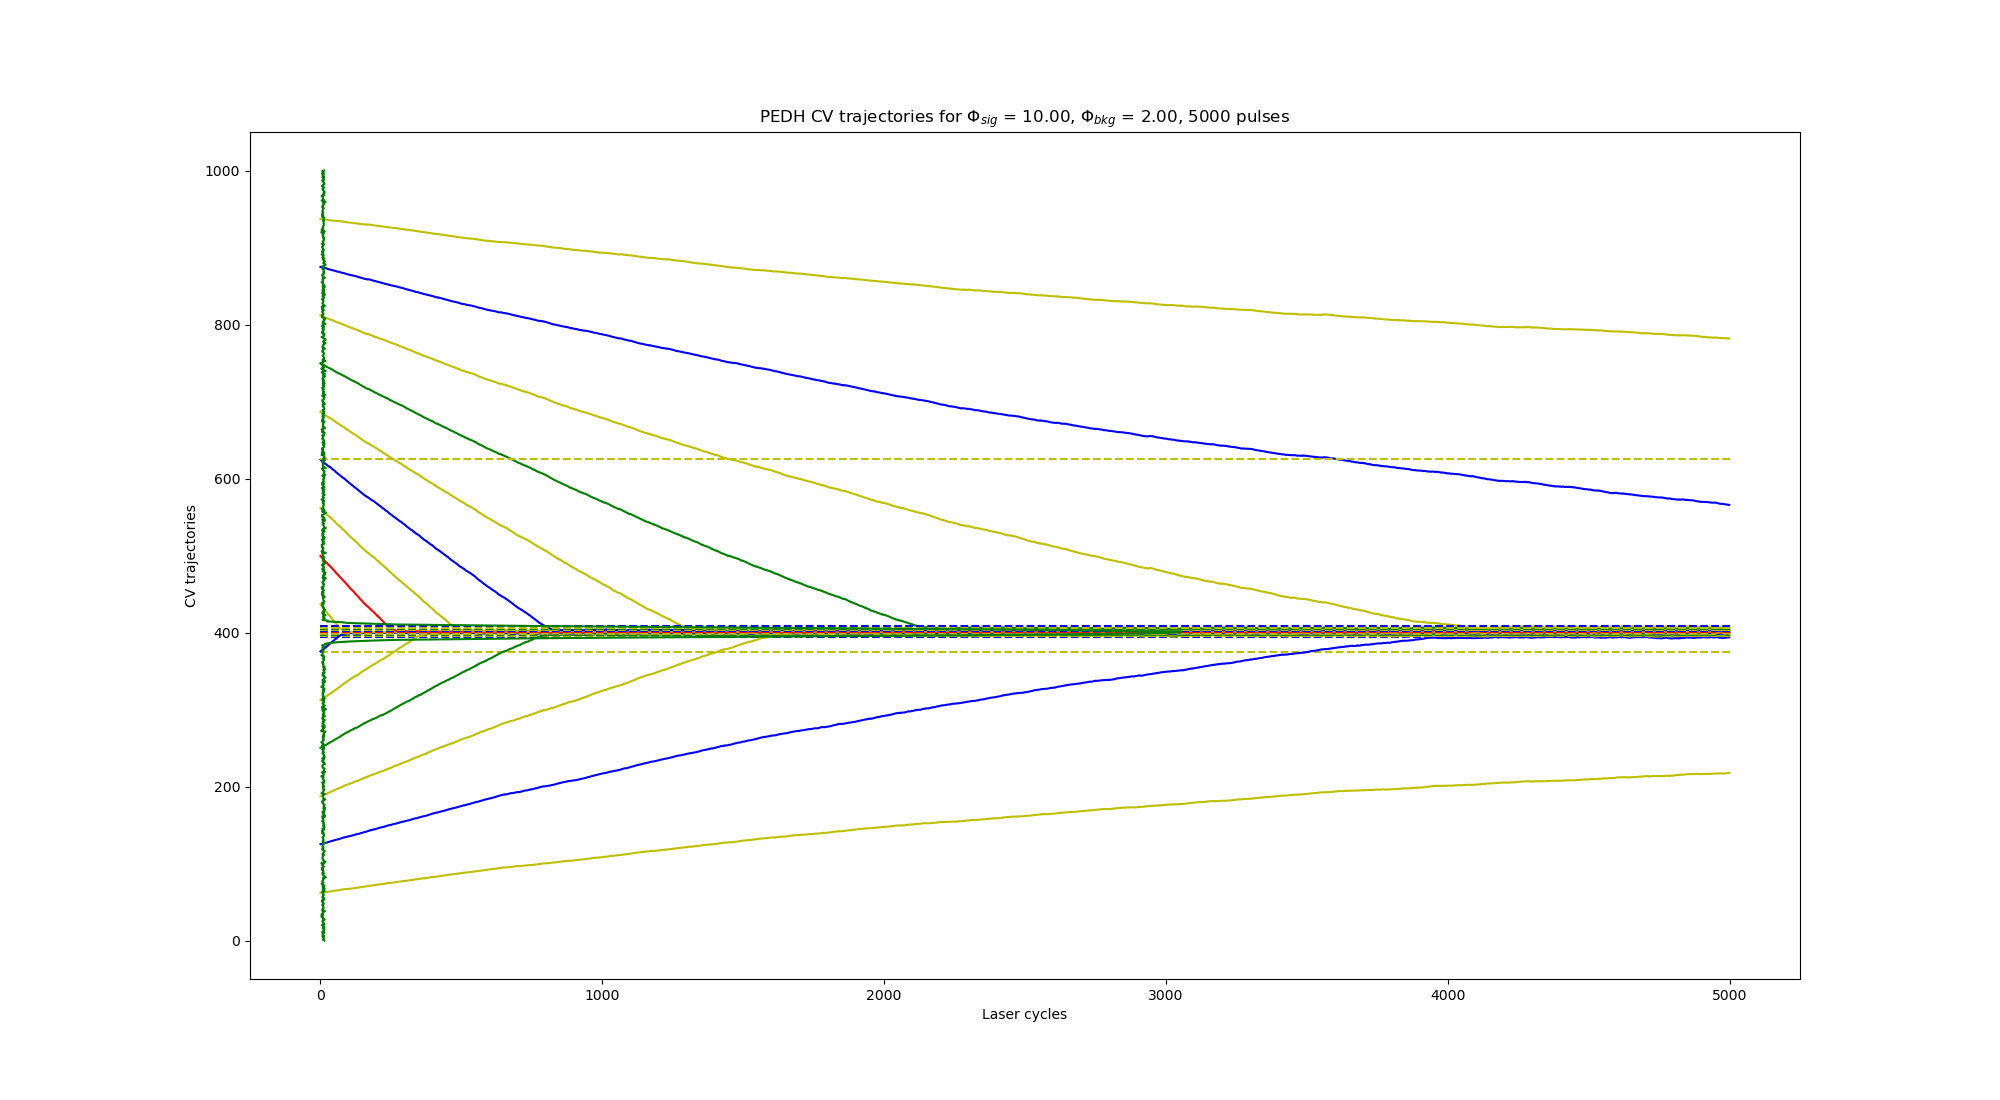 PEDH CV trajectories for Φsig = 10.00, Φbkg = 2.00, 5000 pulses
1000
800
600
400
200
0
CV trajectories
0 1000 2000 3000 4000 5000
Laser cycles